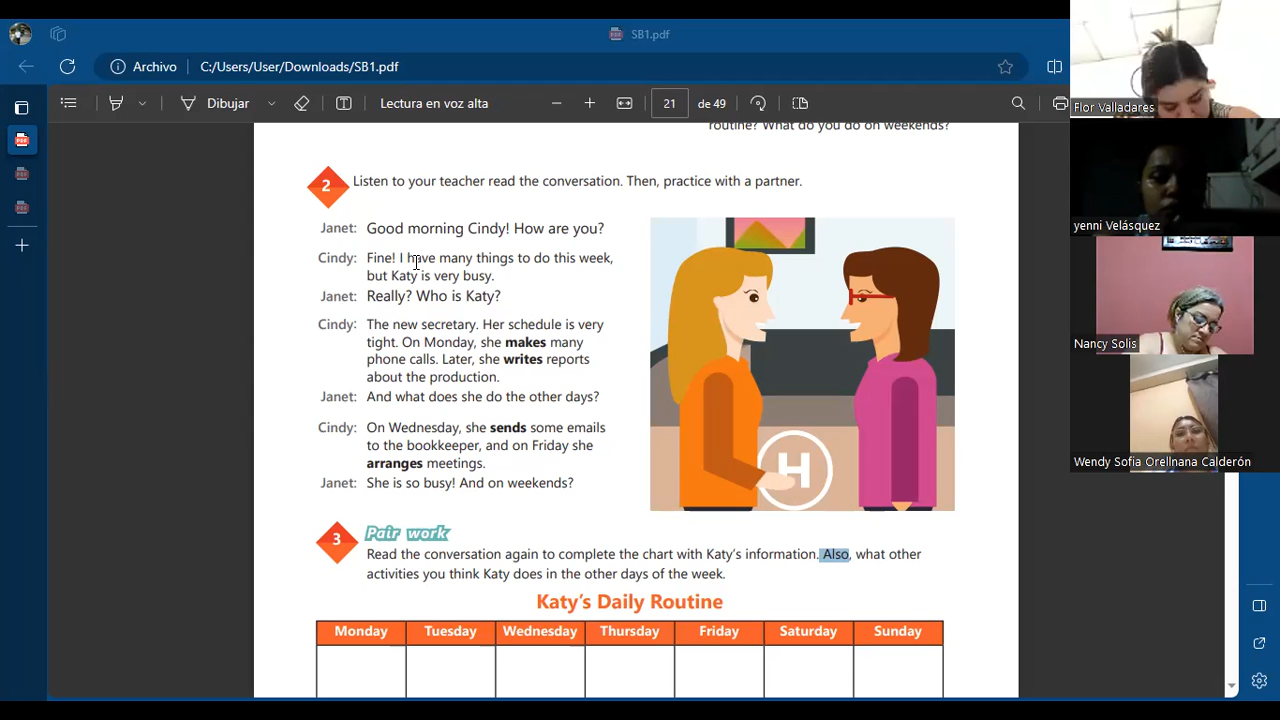 SB1.pdf
Archivo
C:/Users/User/Downloads/SB1.pdf
Dibujar
Lectura en voz alta
21
de 49
routine? What do you do on weekends?
2
Listen to your teacher read the conversation. Then, practice with a partner.
Janet: Good morning Cindy! How are you?
Cindy: Fine! I have many things to do this week,
but Katy is very busy.
Janet: Really? Who is Katy?
Cindy: The new secretary. Her schedule is very
tight. On Monday, she makes many
phone calls. Later, she writes reports
about the production.
Janet: And what does she do the other days?
Cindy: On Wednesday, she sends some emails
to the bookkeeper, and on Friday she
arranges meetings.
Janet: She is so busy! And on weekends?
H
3
Pair work
Read the conversation again to complete the chart with Katy's information. Also, what other
activities you think Katy does in the other days of the week.
Katy's Daily Routine
Monday Tuesday Wednesday Thursday Friday Saturday Sunday
Flor Valladares
yenni Velásquez
Nancy Solis
Wendy Sofia Orellnana Calderón